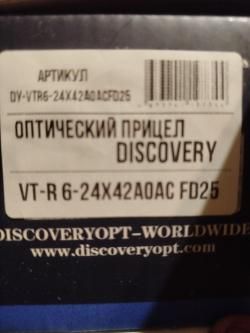 АРТИКУЛ
DY-VTR6-24X42AOACFD25
ОПТИЧЕСКИЙ ПРИЦЕЛ
DISCOVERY
VT-R 6-24X42AOAC FD25
DISCOVERYOPT-WORLDWIDE
www.discoveryopt.com